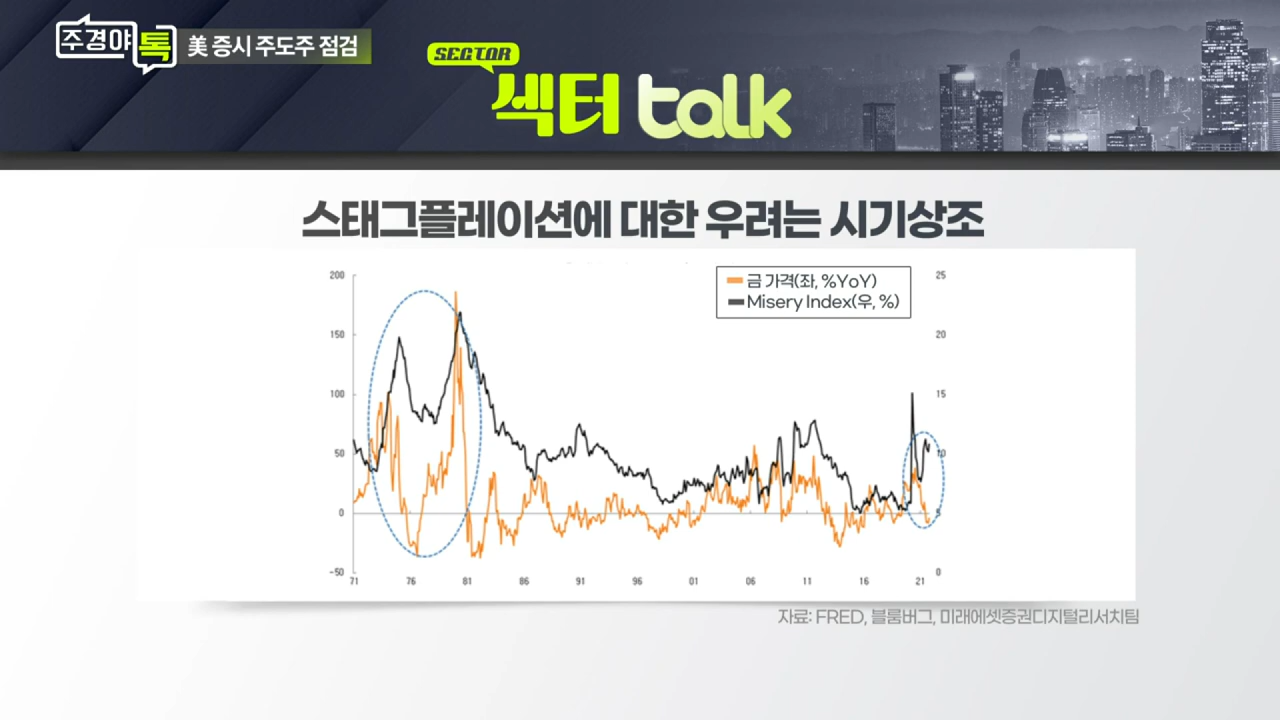 주경야톡 美 증시 주도주 점검
SECTOR
섹터 talk
스태그플레이션에 대한 우려는 시기상조
금 가격(좌, %YoY)
Misery Index(우, %)
200
150
100
50
0
-50
25
20
15
10
5
0
71 76 81 86 91 96 01 06 11 16 21
자료: FRED, 블룸버그, 미래에셋증권디지털리서치팀